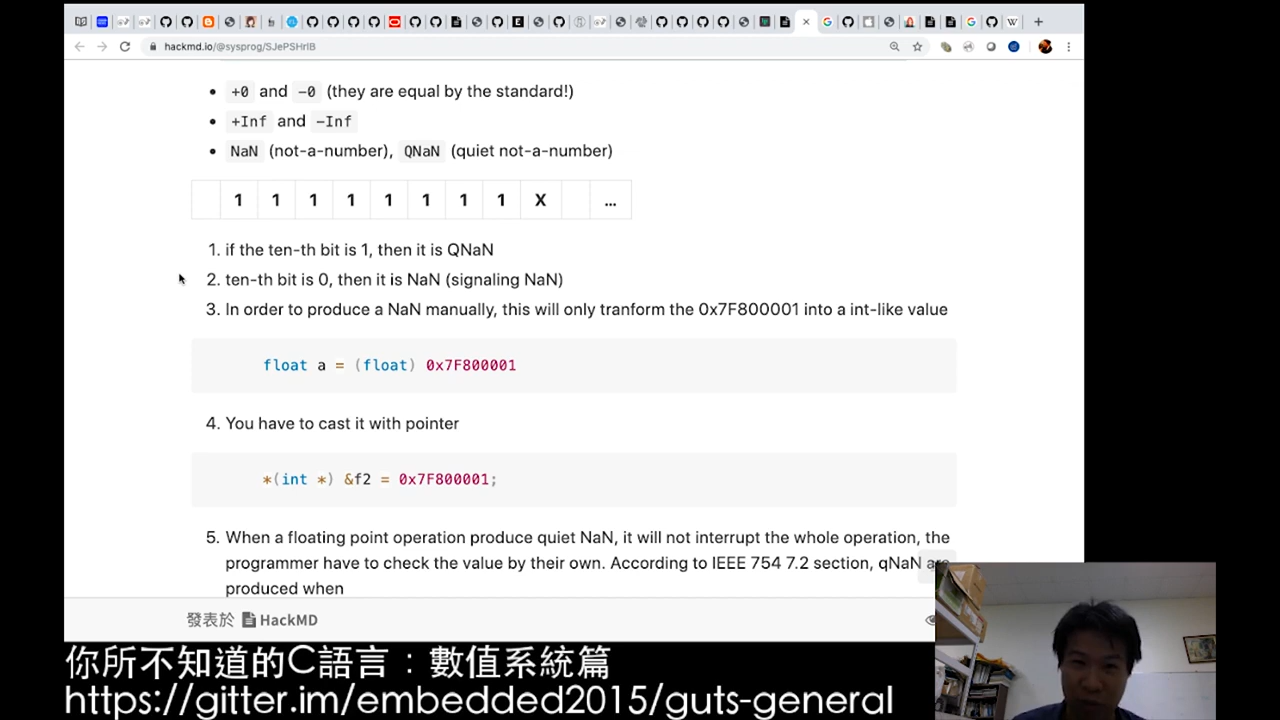 hackmd.io/@sysprog/SJePSHrIB
+0 and -0 (they are equal by the standard!)
+Inf and -Inf
NaN (not-a-number), QNaN (quiet not-a-number)
1 1 1 1 1 1 1 1 X ...
1. if the ten-th bit is 1, then it is QNaN
2. ten-th bit is 0, then it is NaN (signaling NaN)
3. In order to produce a NaN manually, this will only tranform the 0x7F800001 into a int-like value
float a = (float) 0x7F800001
4. You have to cast it with pointer
*(int *) &f2 = 0x7F800001;
5. When a floating point operation produce quiet NaN, it will not interrupt the whole operation, the
programmer have to check the value by their own. According to IEEE 754 7.2 section, qNaN are
produced when
發表於 HackMD
你所不知道的C語言：數值系統篇
https://gitter.im/embedded2015/guts-general